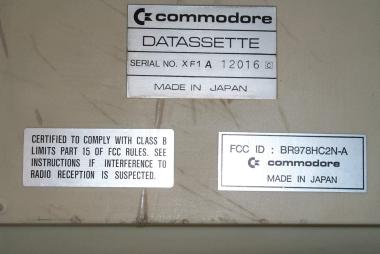 commodore
DATASSETTE
SERIAL NO. XF1A 12016 C
MADE IN JAPAN
CERTIFIED TO COMPLY WITH CLASS B
LIMITS PART 15 OF FCC RULES. SEE
INSTRUCTIONS IF INTERFERENCE TO
RADIO RECEPTION IS SUSPECTED.
FCC ID : BR978HC2N-A
commodore
MADE IN JAPAN